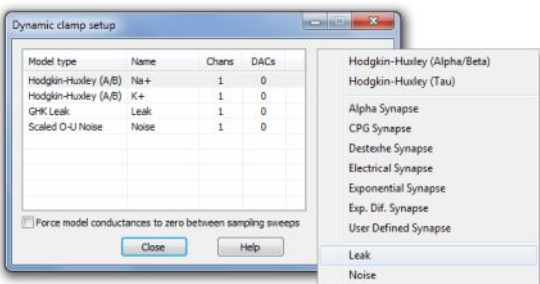 Dynamic clamp setup
Model type Name Chans DACs
Hodgkin-Huxley (A/B) Na+ 1 0
Hodgkin-Huxley (A/B) K+ 1 0
GHK Leak Leak 1 0
Scaled O-U Noise Noise 1 0
Force model conductances to zero between sampling sweeps
Close Help
Hodgkin-Huxley (Alpha/Beta)
Hodgkin-Huxley (Tau)
Alpha Synapse
CPG Synapse
Destexhe Synapse
Electrical Synapse
Exponential Synapse
Exp. Dif. Synapse
User Defined Synapse
Leak
Noise